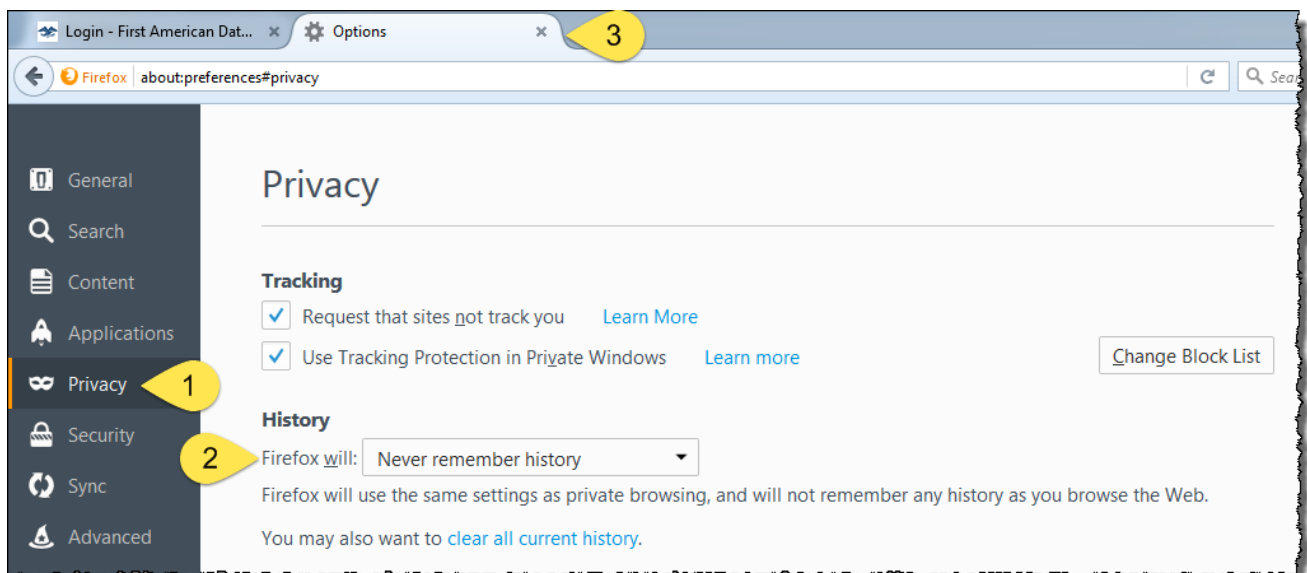 Login - First American Dat... × Options × 3
Firefox about:preferences#privacy
General
Search
Content
Applications
Privacy 1
Security
Sync
Advanced
Privacy
Tracking
Request that sites not track you Learn More
Use Tracking Protection in Private Windows Learn more Change Block List
History
2 Firefox will: Never remember history
Firefox will use the same settings as private browsing, and will not remember any history as you browse the Web.
You may also want to clear all current history.